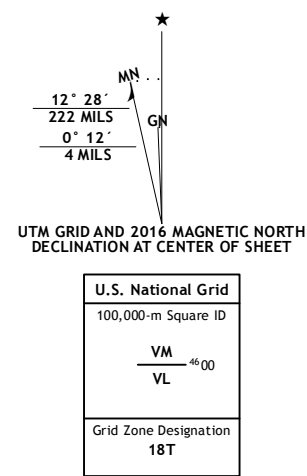 ★
MN
GN
12° 28´
222 MILS
0° 12´
4 MILS
UTM GRID AND 2016 MAGNETIC NORTH
DECLINATION AT CENTER OF SHEET
U.S. National Grid
100,000-m Square ID
VM
4600
VL
Grid Zone Designation
18T